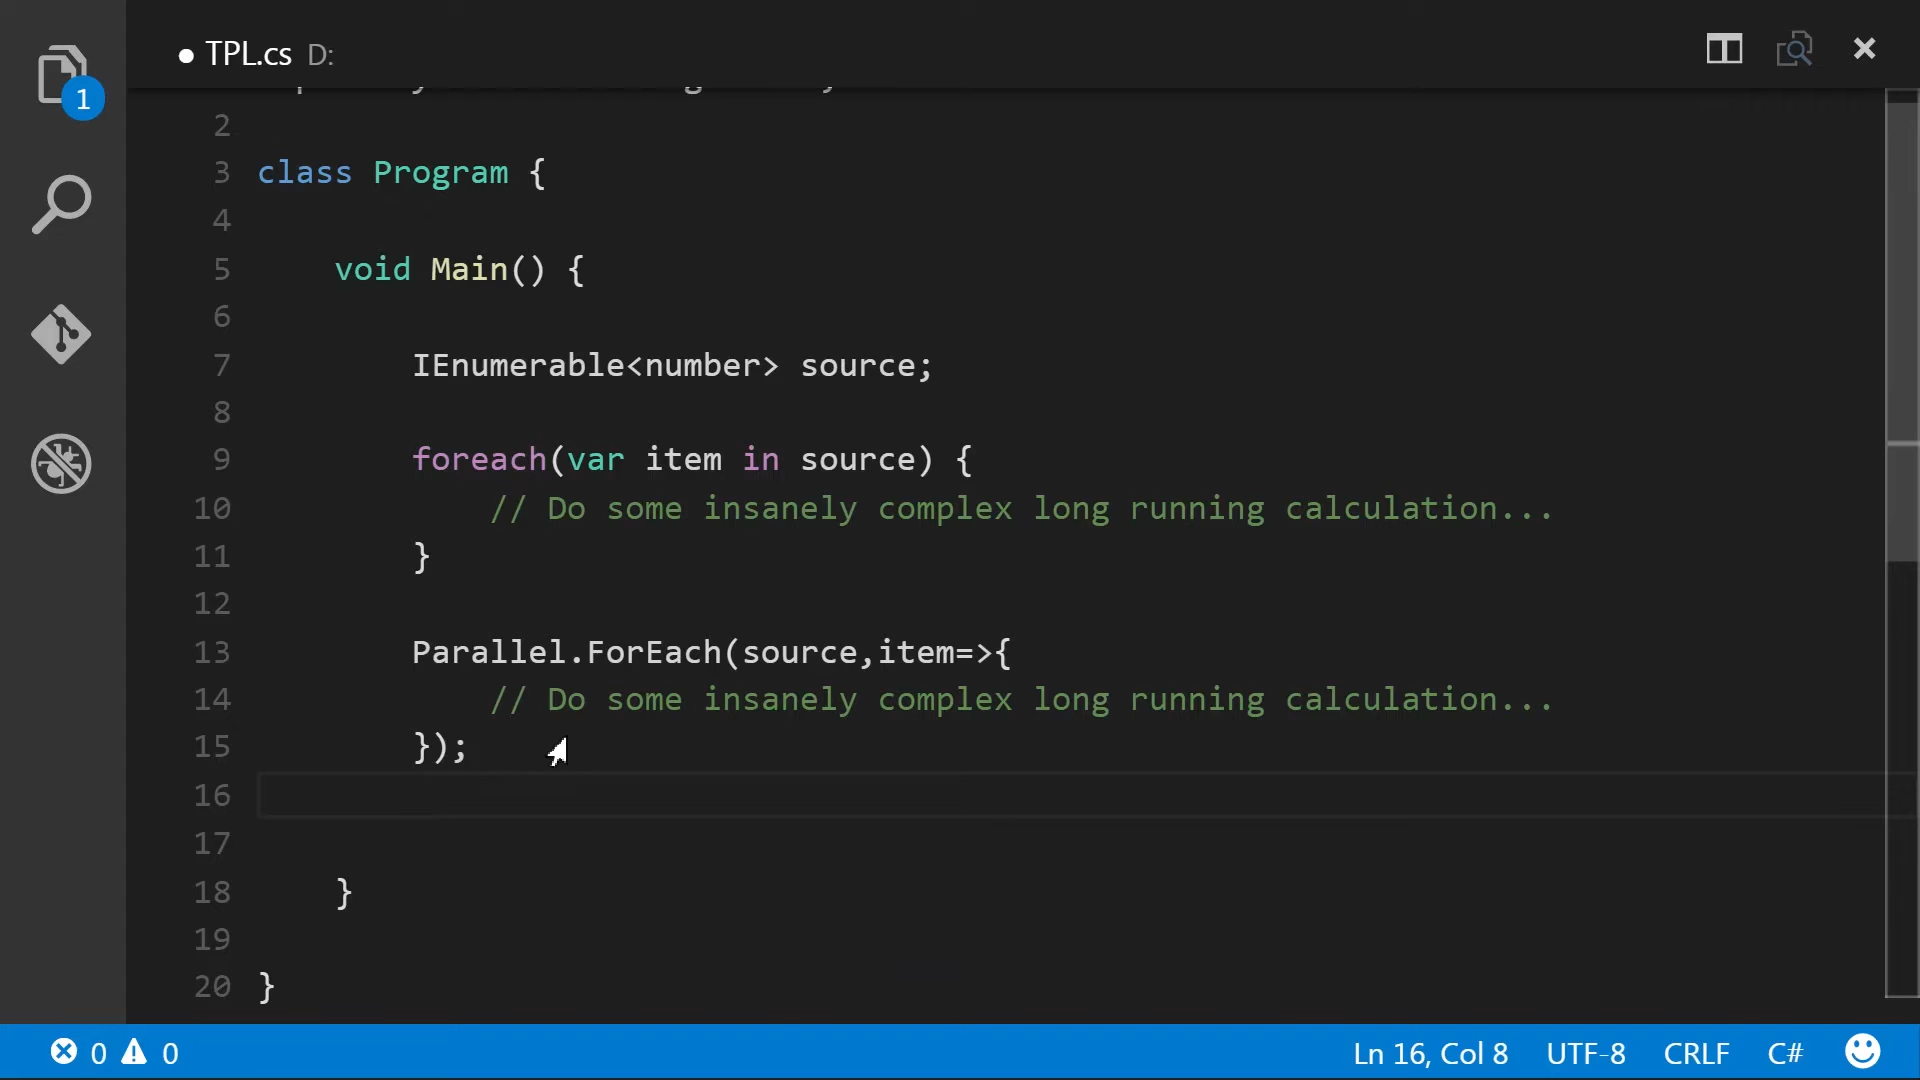 ● TPL.cs D:
1
2
3 class Program {
4
5 void Main() {
6
7 IEnumerable<number> source;
8
9 foreach(var item in source) {
10 // Do some insanely complex long running calculation...
11 }
12
13 Parallel.ForEach(source,item=>{
14 // Do some insanely complex long running calculation...
15 });
16
17
18 }
19
20 }
0 0 Ln 16, Col 8 UTF-8 CRLF C#